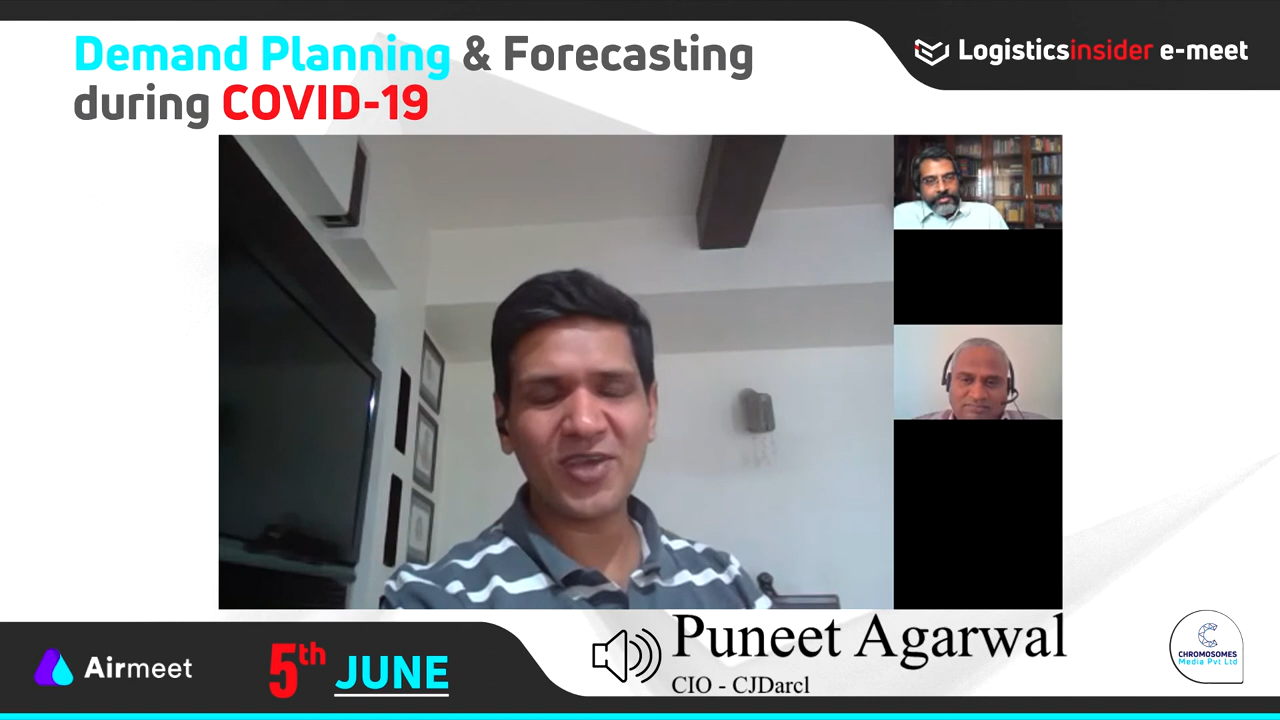 Demand Planning & Forecasting
during COVID-19
Logisticsinsider e-meet
Airmeet
5th JUNE
Puneet Agarwal
CIO - CJDarcl
CHROMOSOMES
Media Pvt Ltd